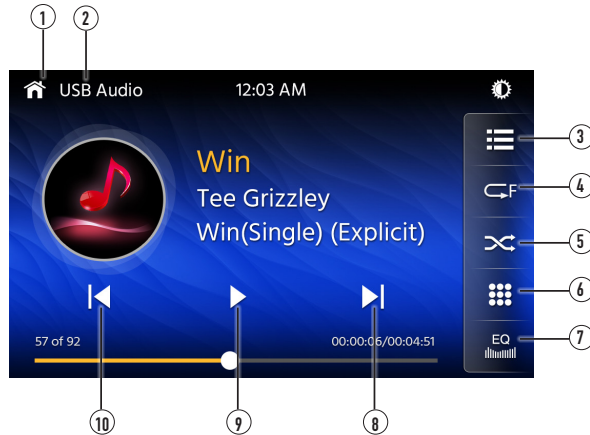 1 2
USB Audio 12:03 AM
3
Win
F 4
Tee Grizzley
Win(Single) (Explicit)
5
6
57 of 92 00:00:06/00:04:51
EQ 7
10 9 8